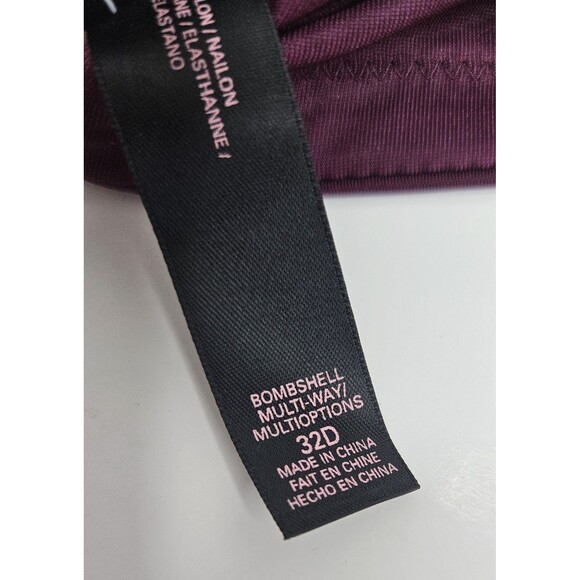 NAILON
ELASTHANNE /
ELASTANO
BOMBSHELL
MULTI-WAY/
MULTIOPTIONS
32D
MADE IN CHINA
FAIT EN CHINE
HECHO EN CHINA